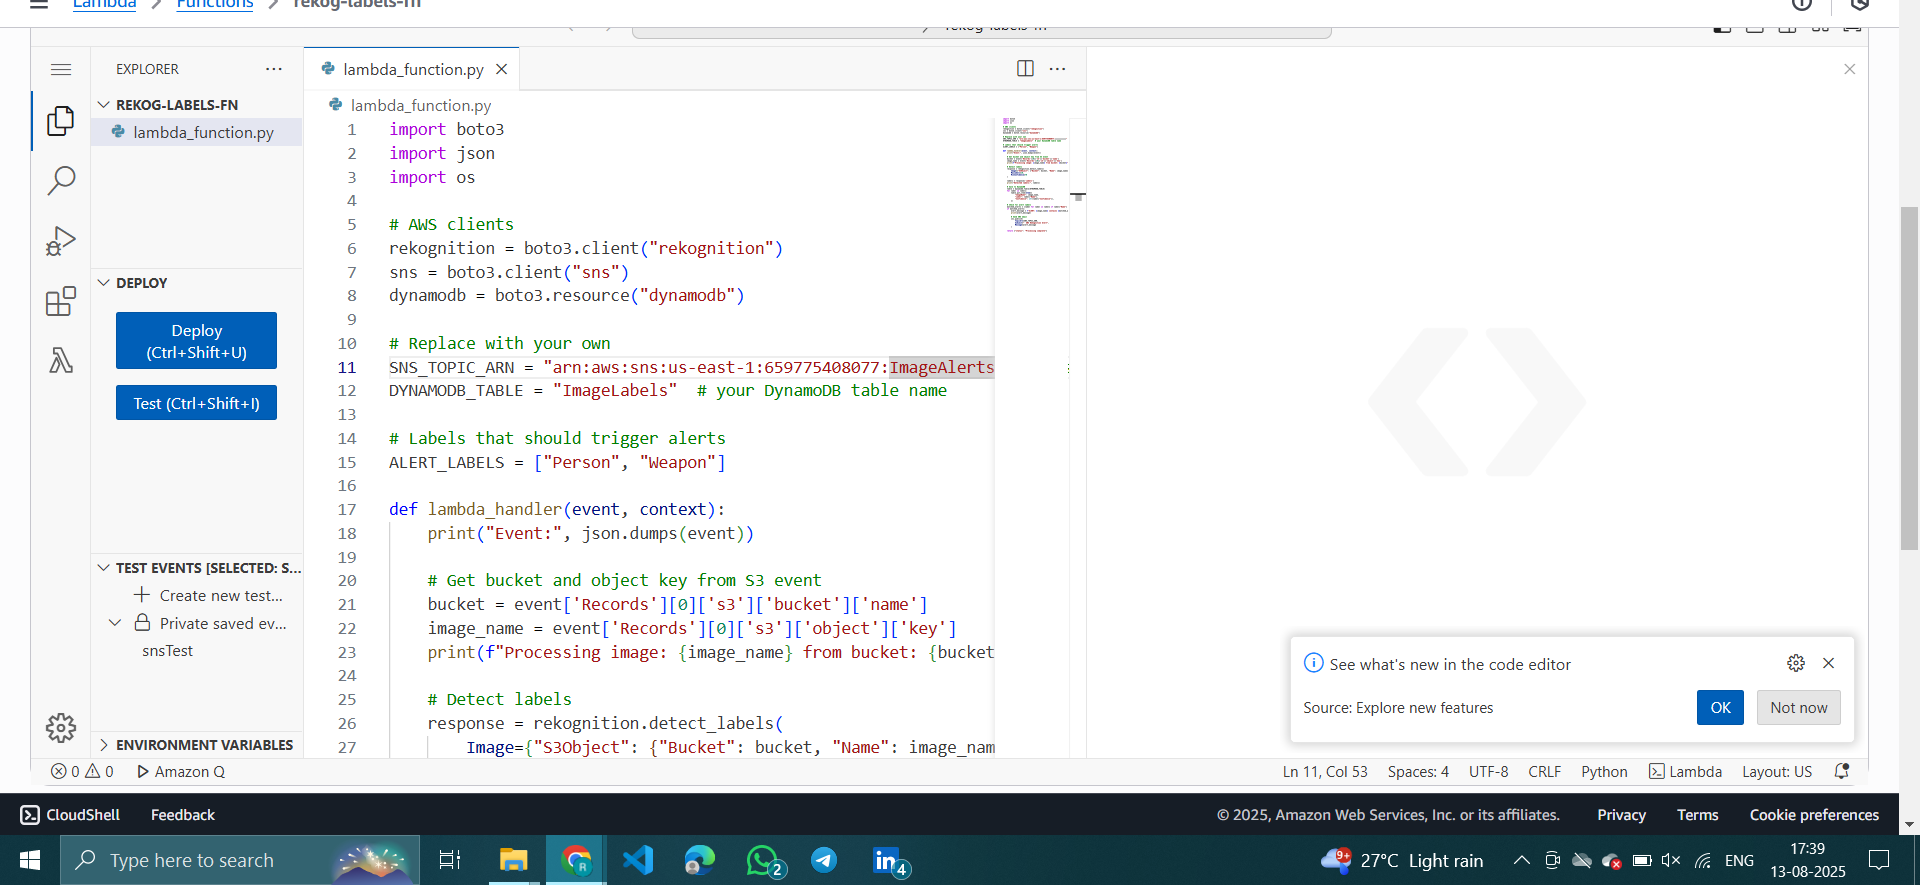 Lambda > Functions > rekog-labels-fn
rekog-labels-fn
EXPLORER
REKOG-LABELS-FN
lambda_function.py
DEPLOY
Deploy
(Ctrl+Shift+U)
Test (Ctrl+Shift+I)
TEST EVENTS [SELECTED: S...
Create new test...
Private saved ev...
snsTest
ENVIRONMENT VARIABLES
lambda_function.py
lambda_function.py
1 import boto3
2 import json
3 import os
4
5 # AWS clients
6 rekognition = boto3.client("rekognition")
7 sns = boto3.client("sns")
8 dynamodb = boto3.resource("dynamodb")
9
10 # Replace with your own
11 SNS_TOPIC_ARN = "arn:aws:sns:us-east-1:659775408077:ImageAlerts
12 DYNAMODB_TABLE = "ImageLabels"  # your DynamoDB table name
13
14 # Labels that should trigger alerts
15 ALERT_LABELS = ["Person", "Weapon"]
16
17 def lambda_handler(event, context):
18     print("Event:", json.dumps(event))
19
20     # Get bucket and object key from S3 event
21     bucket = event['Records'][0]['s3']['bucket']['name']
22     image_name = event['Records'][0]['s3']['object']['key']
23     print(f"Processing image: {image_name} from bucket: {bucket
24
25     # Detect labels
26     response = rekognition.detect_labels(
27         Image={"S3Object": {"Bucket": bucket, "Name": image_nam
See what's new in the code editor
Source: Explore new features
OK
Not now
0 0 Amazon Q
Ln 11, Col 53 Spaces: 4 UTF-8 CRLF Python Lambda Layout: US
CloudShell Feedback
© 2025, Amazon Web Services, Inc. or its affiliates. Privacy Terms Cookie preferences
Type here to search
R
2
4
9+
27°C Light rain
ENG
17:39
13-08-2025